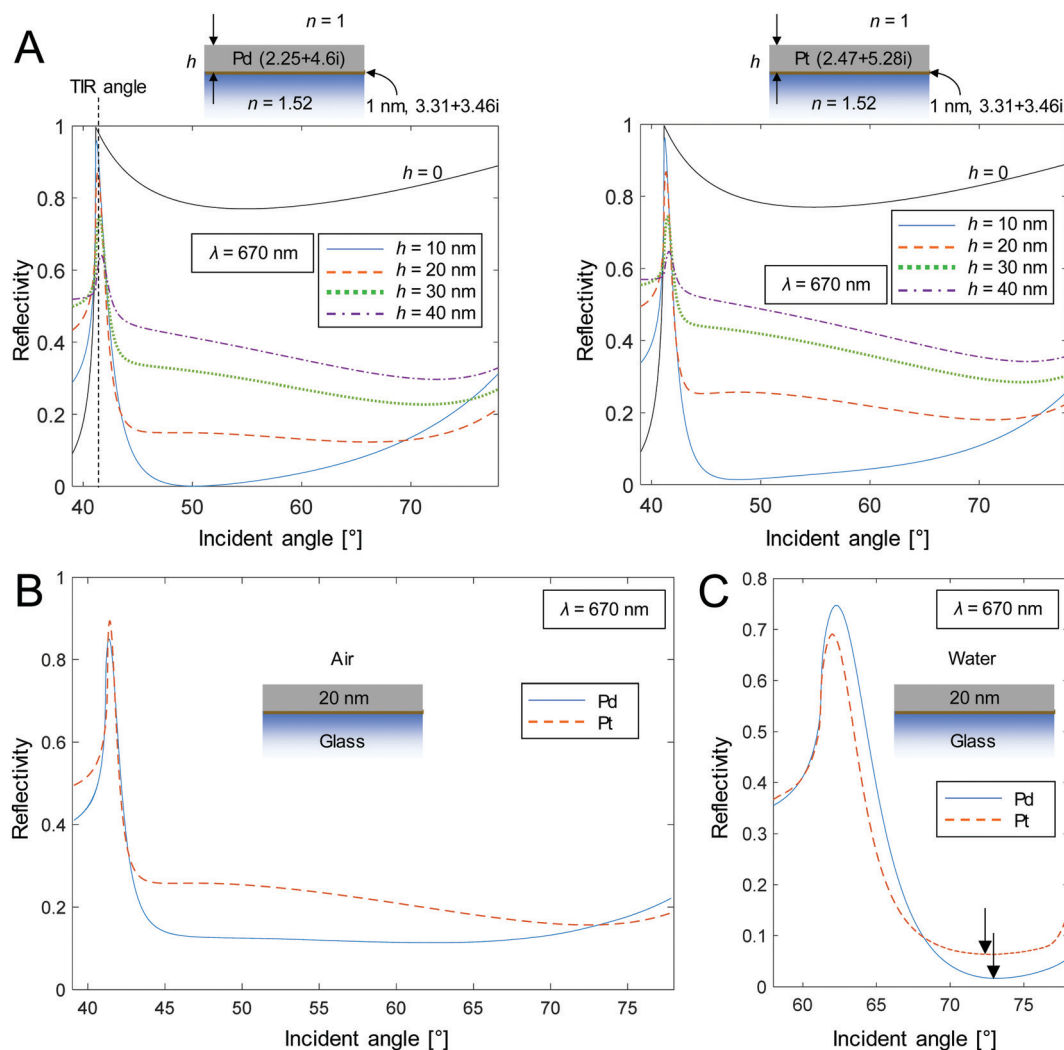 A
n = 1
h
Pd (2.25+4.6i)
n = 1.52
1 nm, 3.31+3.46i
TIR angle
Reflectivity
1
0.8
0.6
0.4
0.2
0
h = 0
λ = 670 nm
h = 10 nm
h = 20 nm
h = 30 nm
h = 40 nm
40 50 60 70
Incident angle [°]
n = 1
h
Pt (2.47+5.28i)
n = 1.52
1 nm, 3.31+3.46i
Reflectivity
1
0.8
0.6
0.4
0.2
0
h = 0
λ = 670 nm
h = 10 nm
h = 20 nm
h = 30 nm
h = 40 nm
40 50 60 70
Incident angle [°]
B
Reflectivity
1
0.8
0.6
0.4
0.2
0
λ = 670 nm
Air
20 nm
Glass
Pd
Pt
40 45 50 55 60 65 70 75
Incident angle [°]
C
Reflectivity
0.8
0.7
0.6
0.5
0.4
0.3
0.2
0.1
0
λ = 670 nm
Water
20 nm
Glass
Pd
Pt
60 65 70 75
Incident angle [°]